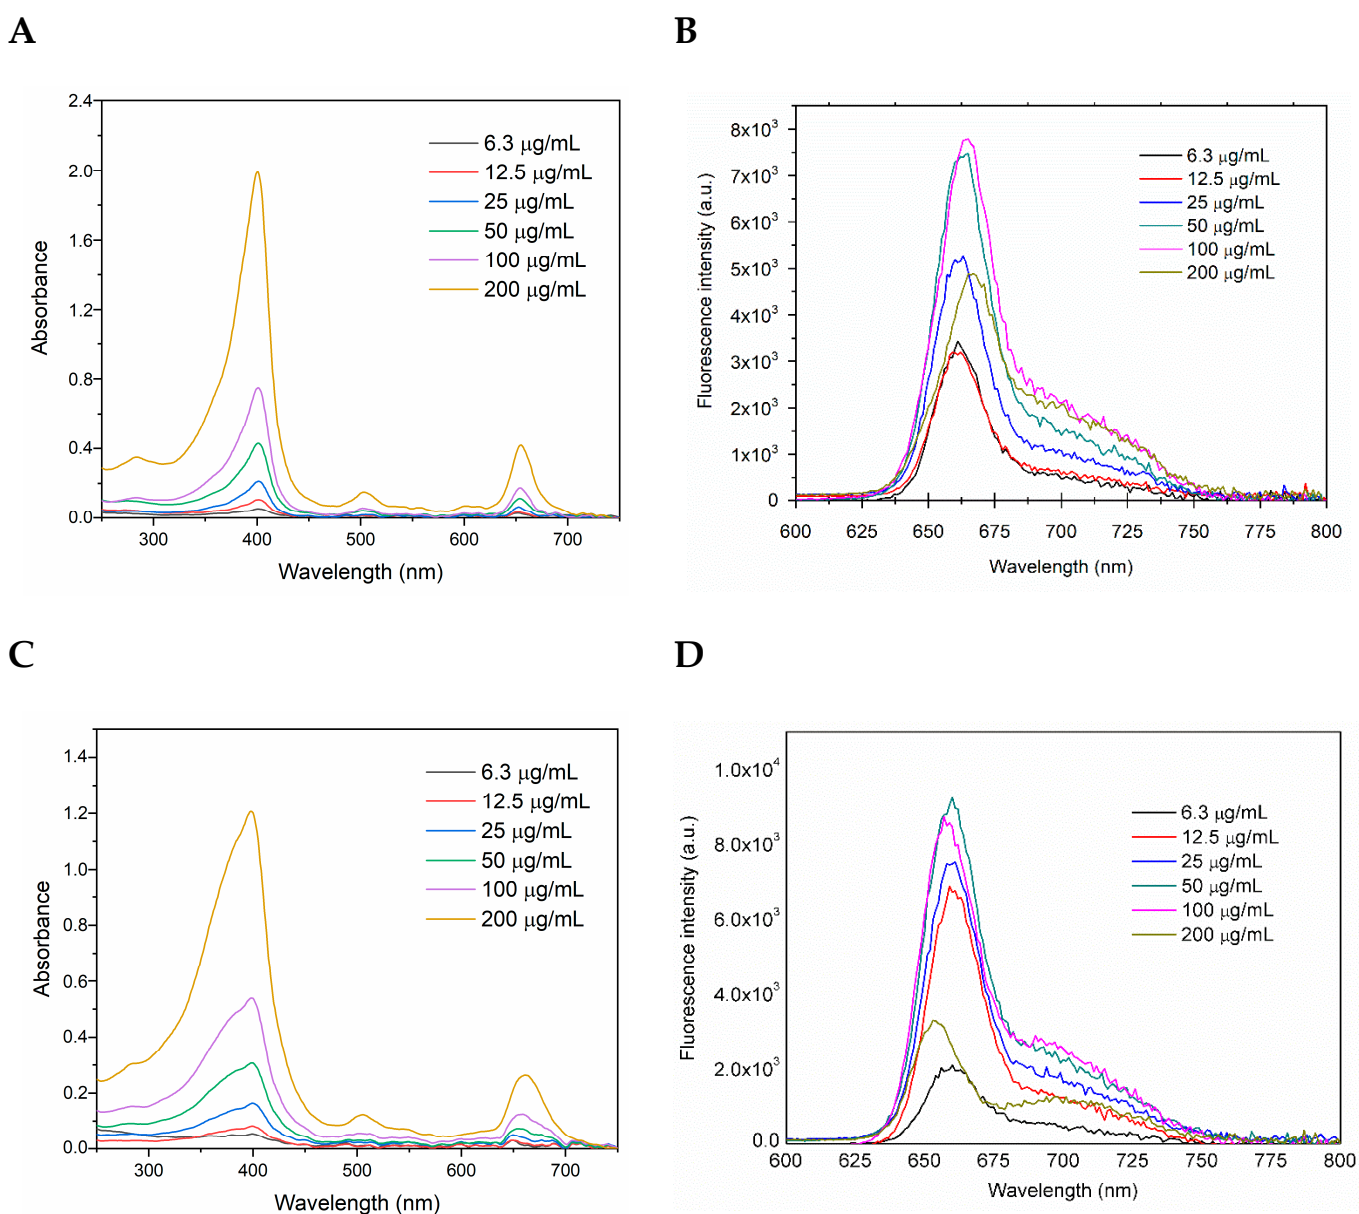 A
B
2.4
2.0
1.6
1.2
0.8
0.4
0.0
Absorbance
6.3 μg/mL
12.5 μg/mL
25 μg/mL
50 μg/mL
100 μg/mL
200 μg/mL
300 400 500 600 700
Wavelength (nm)
8x10³
7x10³
6x10³
5x10³
4x10³
3x10³
2x10³
1x10³
0
Fluorescence intensity (a.u.)
6.3 μg/mL
12.5 μg/mL
25 μg/mL
50 μg/mL
100 μg/mL
200 μg/mL
600 625 650 675 700 725 750 775 800
Wavelength (nm)
C
D
1.4
1.2
1.0
0.8
0.6
0.4
0.2
0.0
Absorbance
6.3 μg/mL
12.5 μg/mL
25 μg/mL
50 μg/mL
100 μg/mL
200 μg/mL
300 400 500 600 700
Wavelength (nm)
1.0x10⁴
8.0x10³
6.0x10³
4.0x10³
2.0x10³
0.0
Fluorescence intensity (a.u.)
6.3 μg/mL
12.5 μg/mL
25 μg/mL
50 μg/mL
100 μg/mL
200 μg/mL
600 625 650 675 700 725 750 775 800
Wavelength (nm)